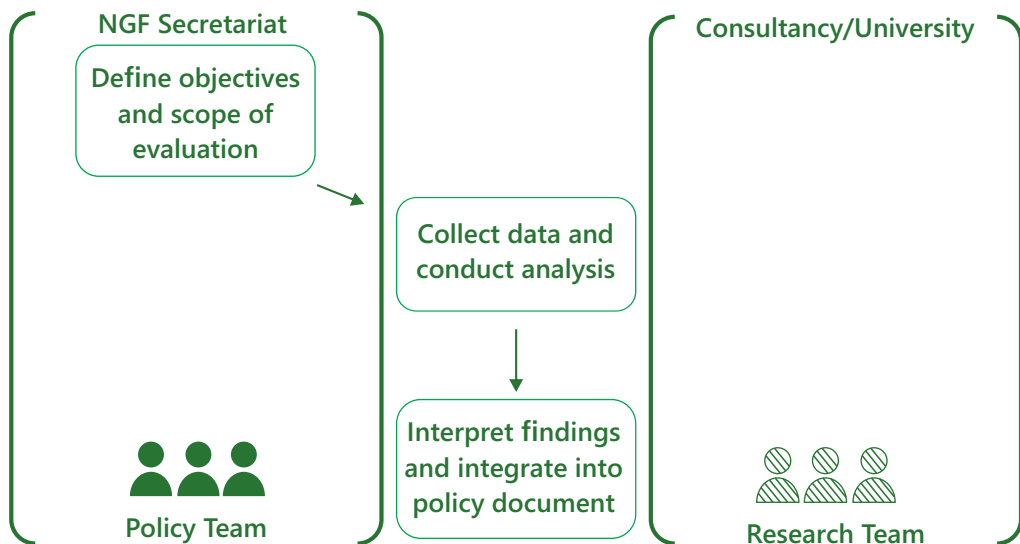 NGF Secretariat
Define objectives
and scope of
evaluation
Policy Team
Collect data and
conduct analysis
Interpret findings
and integrate into
policy document
Consultancy/University
Research Team